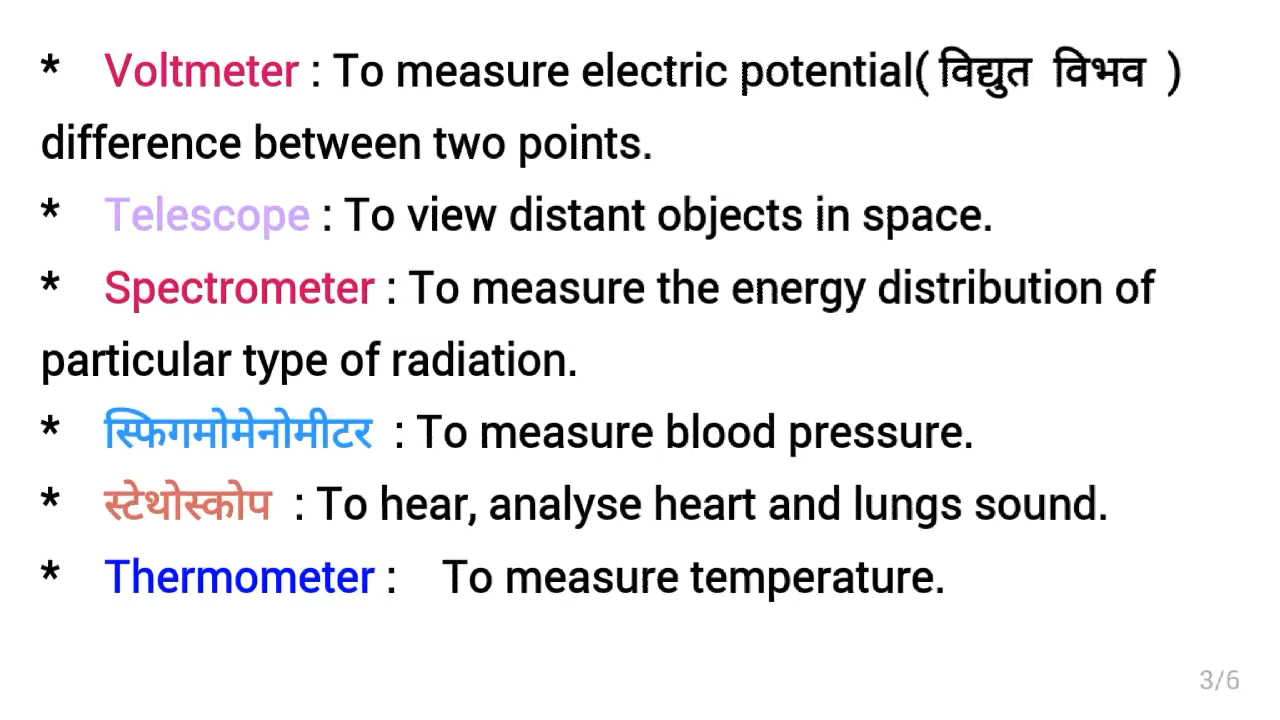 * Voltmeter : To measure electric potential( विद्युत विभव )
difference between two points.
* Telescope : To view distant objects in space.
* Spectrometer : To measure the energy distribution of
particular type of radiation.
* स्फिगमोमेनोमीटर : To measure blood pressure.
* स्टेथोस्कोप : To hear, analyse heart and lungs sound.
* Thermometer : To measure temperature.
3/6